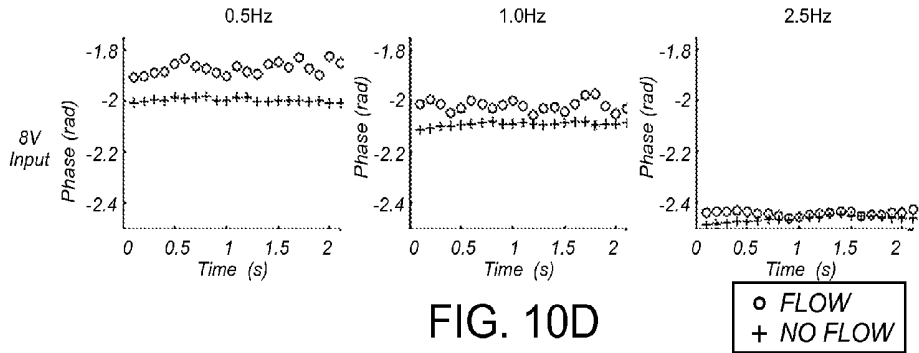 0.5Hz
1.0Hz
2.5Hz
8V
Input
Phase (rad)
-1.8
-2
-2.2
-2.4
0 0.5 1 1.5 2
Time (s)
Phase (rad)
-1.8
-2
-2.2
-2.4
0 0.5 1 1.5 2
Time (s)
Phase (rad)
-1.8
-2
-2.2
-2.4
0 0.5 1 1.5 2
Time (s)
FIG. 10D
o FLOW
+ NO FLOW